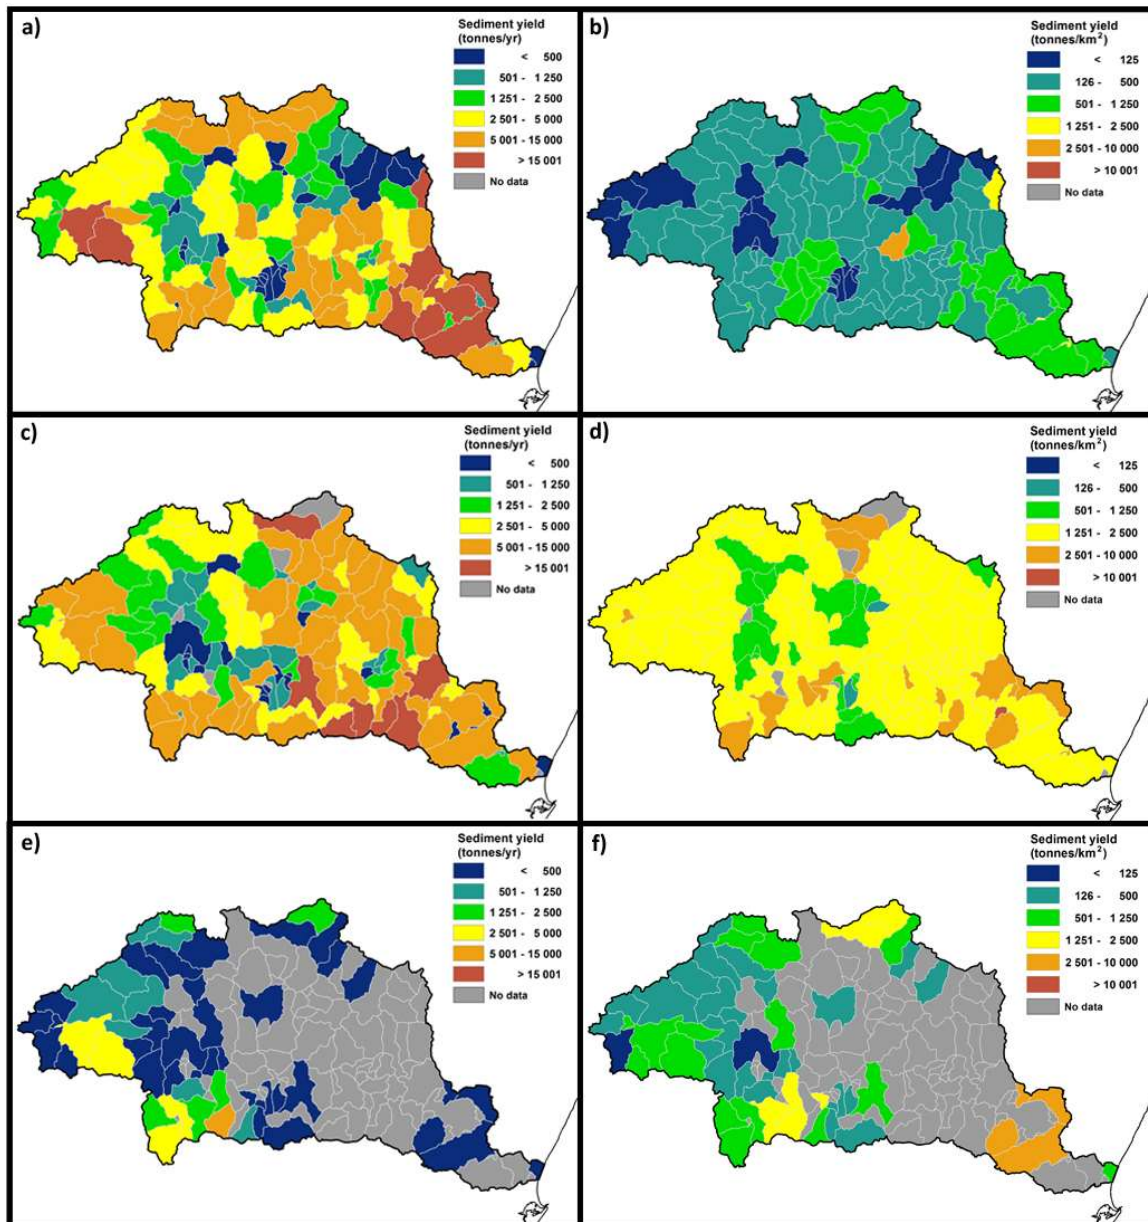 a)
Sediment yield
(tonnes/yr)
< 500
501 - 1 250
1 251 - 2 500
2 501 - 5 000
5 001 - 15 000
> 15 001
No data
b)
Sediment yield
(tonnes/km²)
< 125
126 - 500
501 - 1 250
1 251 - 2 500
2 501 - 10 000
> 10 001
No data
c)
Sediment yield
(tonnes/yr)
< 500
501 - 1 250
1 251 - 2 500
2 501 - 5 000
5 001 - 15 000
> 15 001
No data
d)
Sediment yield
(tonnes/km²)
< 125
126 - 500
501 - 1 250
1 251 - 2 500
2 501 - 10 000
> 10 001
No data
e)
Sediment yield
(tonnes/yr)
< 500
501 - 1 250
1 251 - 2 500
2 501 - 5 000
5 001 - 15 000
> 15 001
No data
f)
Sediment yield
(tonnes/km²)
< 125
126 - 500
501 - 1 250
1 251 - 2 500
2 501 - 10 000
> 10 001
No data